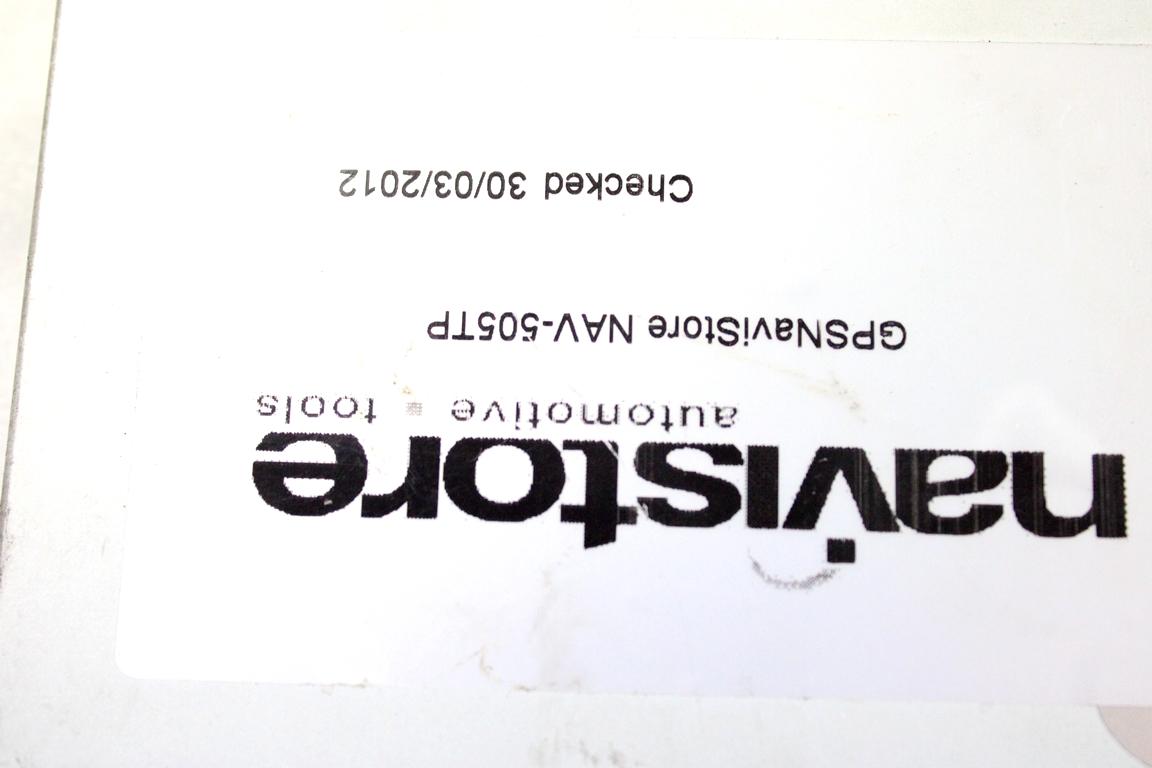 navistore
automotive ▪ tools
GPSNaviStore NAV-505TP
Checked 30/03/2012